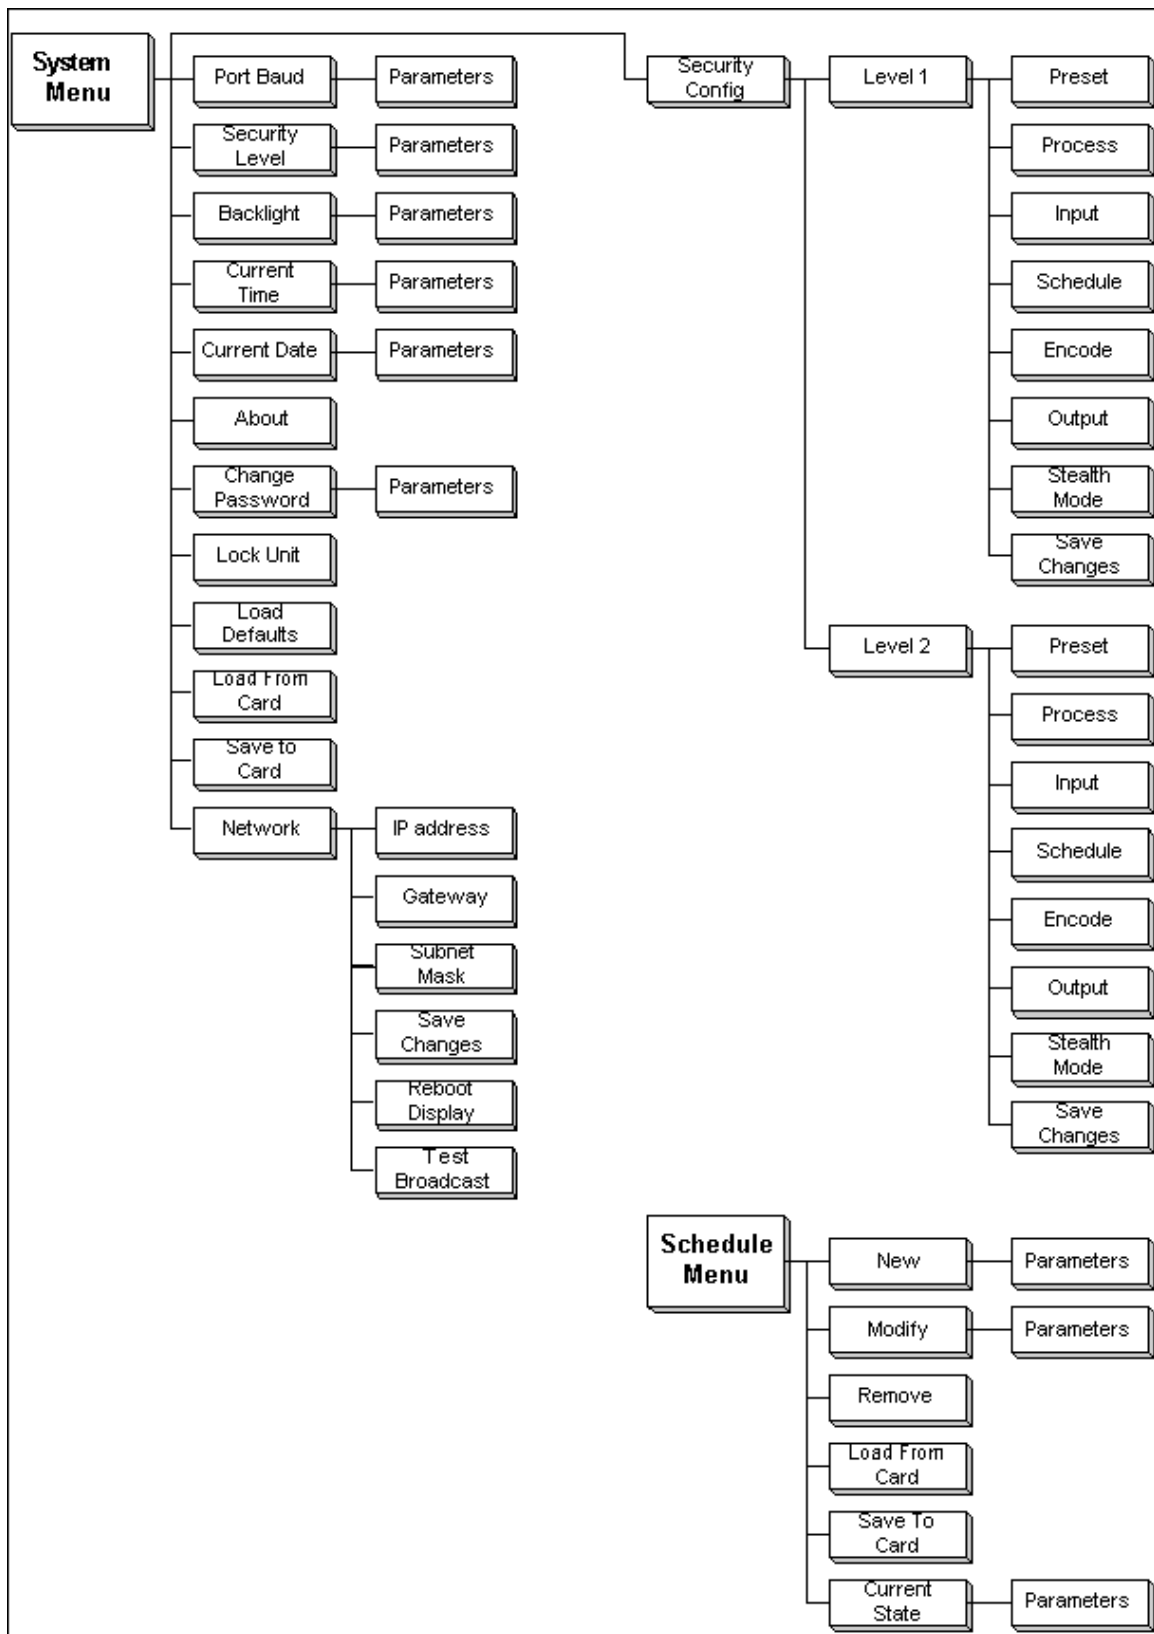 System
Menu
Port Baud
Parameters
Security
Level
Parameters
Backlight
Parameters
Current
Time
Parameters
Current Date
Parameters
About
Change
Password
Parameters
Lock Unit
Load
Defaults
Load From
Card
Save to
Card
Network
IP address
Gateway
Subnet
Mask
Save
Changes
Reboot
Display
Test
Broadcast
Security
Config
Level 1
Preset
Process
Input
Schedule
Encode
Output
Stealth
Mode
Save
Changes
Level 2
Preset
Process
Input
Schedule
Encode
Output
Stealth
Mode
Save
Changes
Schedule
Menu
New
Parameters
Modify
Parameters
Remove
Load From
Card
Save To
Card
Current
State
Parameters